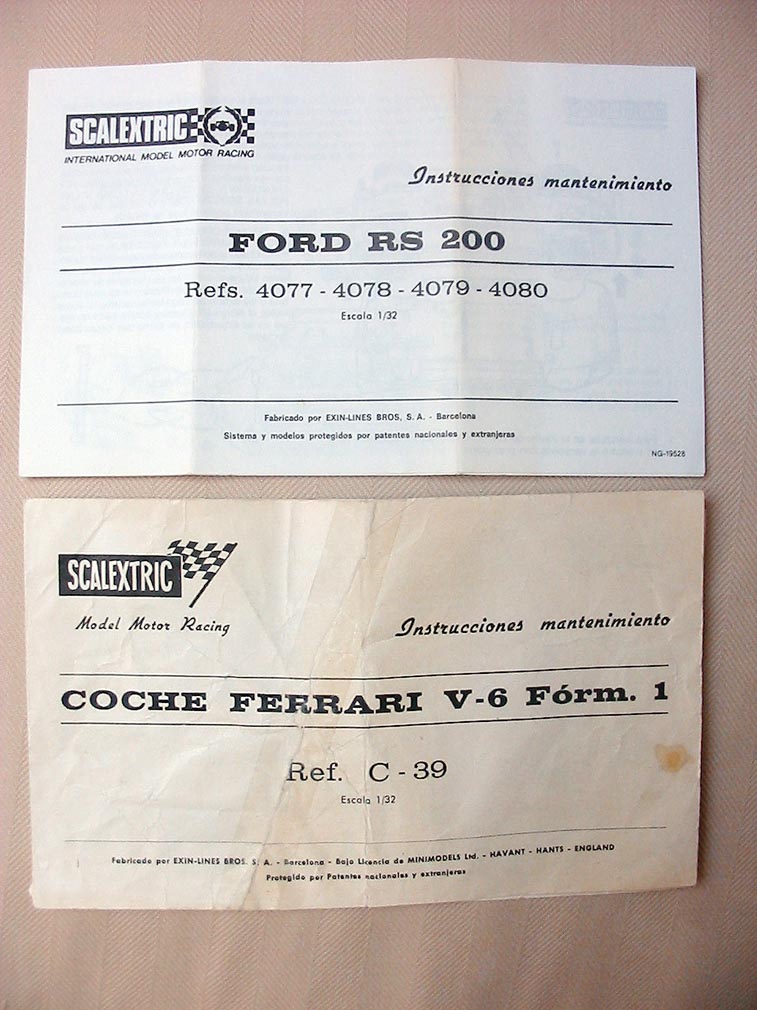 SCALEXTRIC
INTERNATIONAL MODEL MOTOR RACING
Instrucciones mantenimiento
FORD RS 200
Refs. 4077 - 4078 - 4079 - 4080
Escala 1/32
Fabricado por EXIN-LINES BROS, S. A. - Barcelona
Sistema y modelos protegidos por patentes nacionales y extranjeras
NG-19528
SCALEXTRIC
Model Motor Racing
Instrucciones mantenimiento
COCHE FERRARI V-6 Fórm. 1
Ref. C - 39
Escala 1/32
Fabricado por EXIN-LINES BROS. S. A. - Barcelona - Bajo Licencia de MINIMODELS Ltd. - HAVANT - HANTS - ENGLAND
Protegido por Patentes nacionales y extranjeras